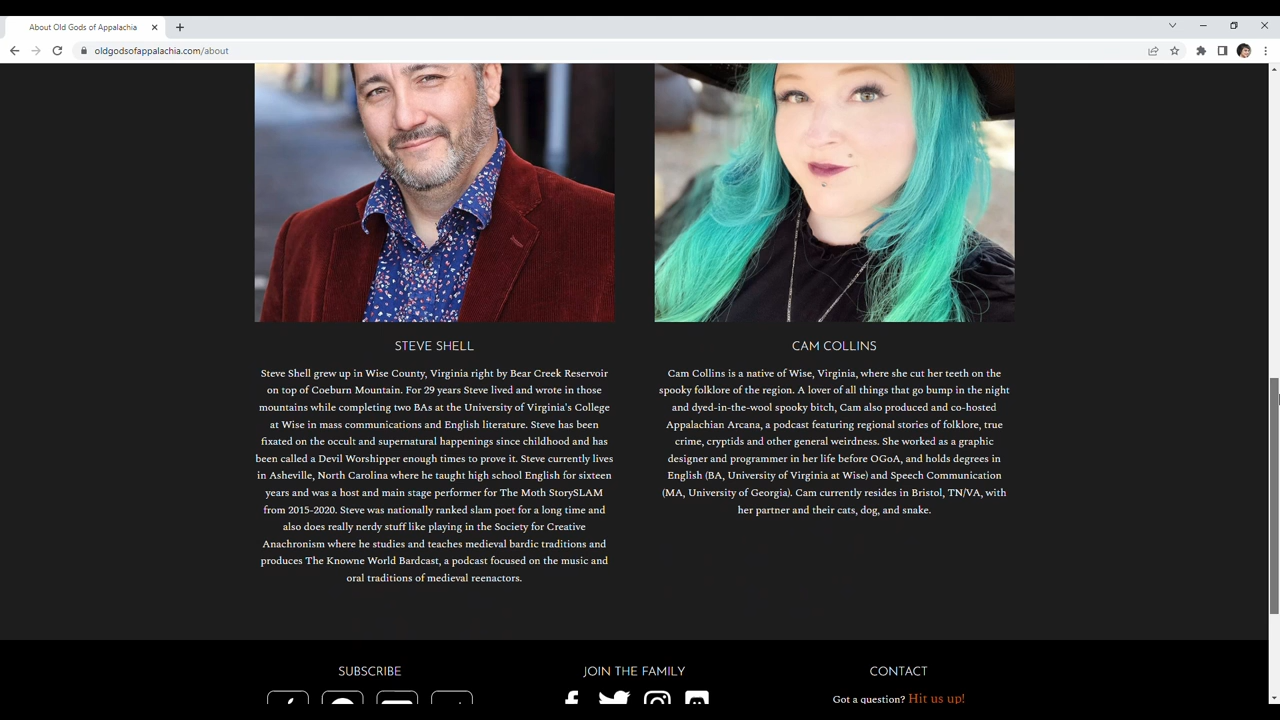 About Old Gods of Appalachia
oldgodsofappalachia.com/about
STEVE SHELL
Steve Shell grew up in Wise County, Virginia right by Bear Creek Reservoir
on top of Coeburn Mountain. For 29 years Steve lived and wrote in those
mountains while completing two BAs at the University of Virginia's College
at Wise in mass communications and English literature. Steve has been
fixated on the occult and supernatural happenings since childhood and has
been called a Devil Worshipper enough times to prove it. Steve currently lives
in Asheville, North Carolina where he taught high school English for sixteen
years and was a host and main stage performer for The Moth StorySLAM
from 2015-2020. Steve was nationally ranked slam poet for a long time and
also does really nerdy stuff like playing in the Society for Creative
Anachronism where he studies and teaches medieval bardic traditions and
produces The Knowne World Bardcast, a podcast focused on the music and
oral traditions of medieval reenactors.
CAM COLLINS
Cam Collins is a native of Wise, Virginia, where she cut her teeth on the
spooky folklore of the region. A lover of all things that go bump in the night
and dyed-in-the-wool spooky bitch, Cam also produced and co-hosted
Appalachian Arcana, a podcast featuring regional stories of folklore, true
crime, cryptids and other general weirdness. She worked as a graphic
designer and programmer in her life before OGoA, and holds degrees in
English (BA, University of Virginia at Wise) and Speech Communication
(MA, University of Georgia). Cam currently resides in Bristol, TN/VA, with
her partner and their cats, dog, and snake.
SUBSCRIBE
JOIN THE FAMILY
CONTACT
Got a question? Hit us up!